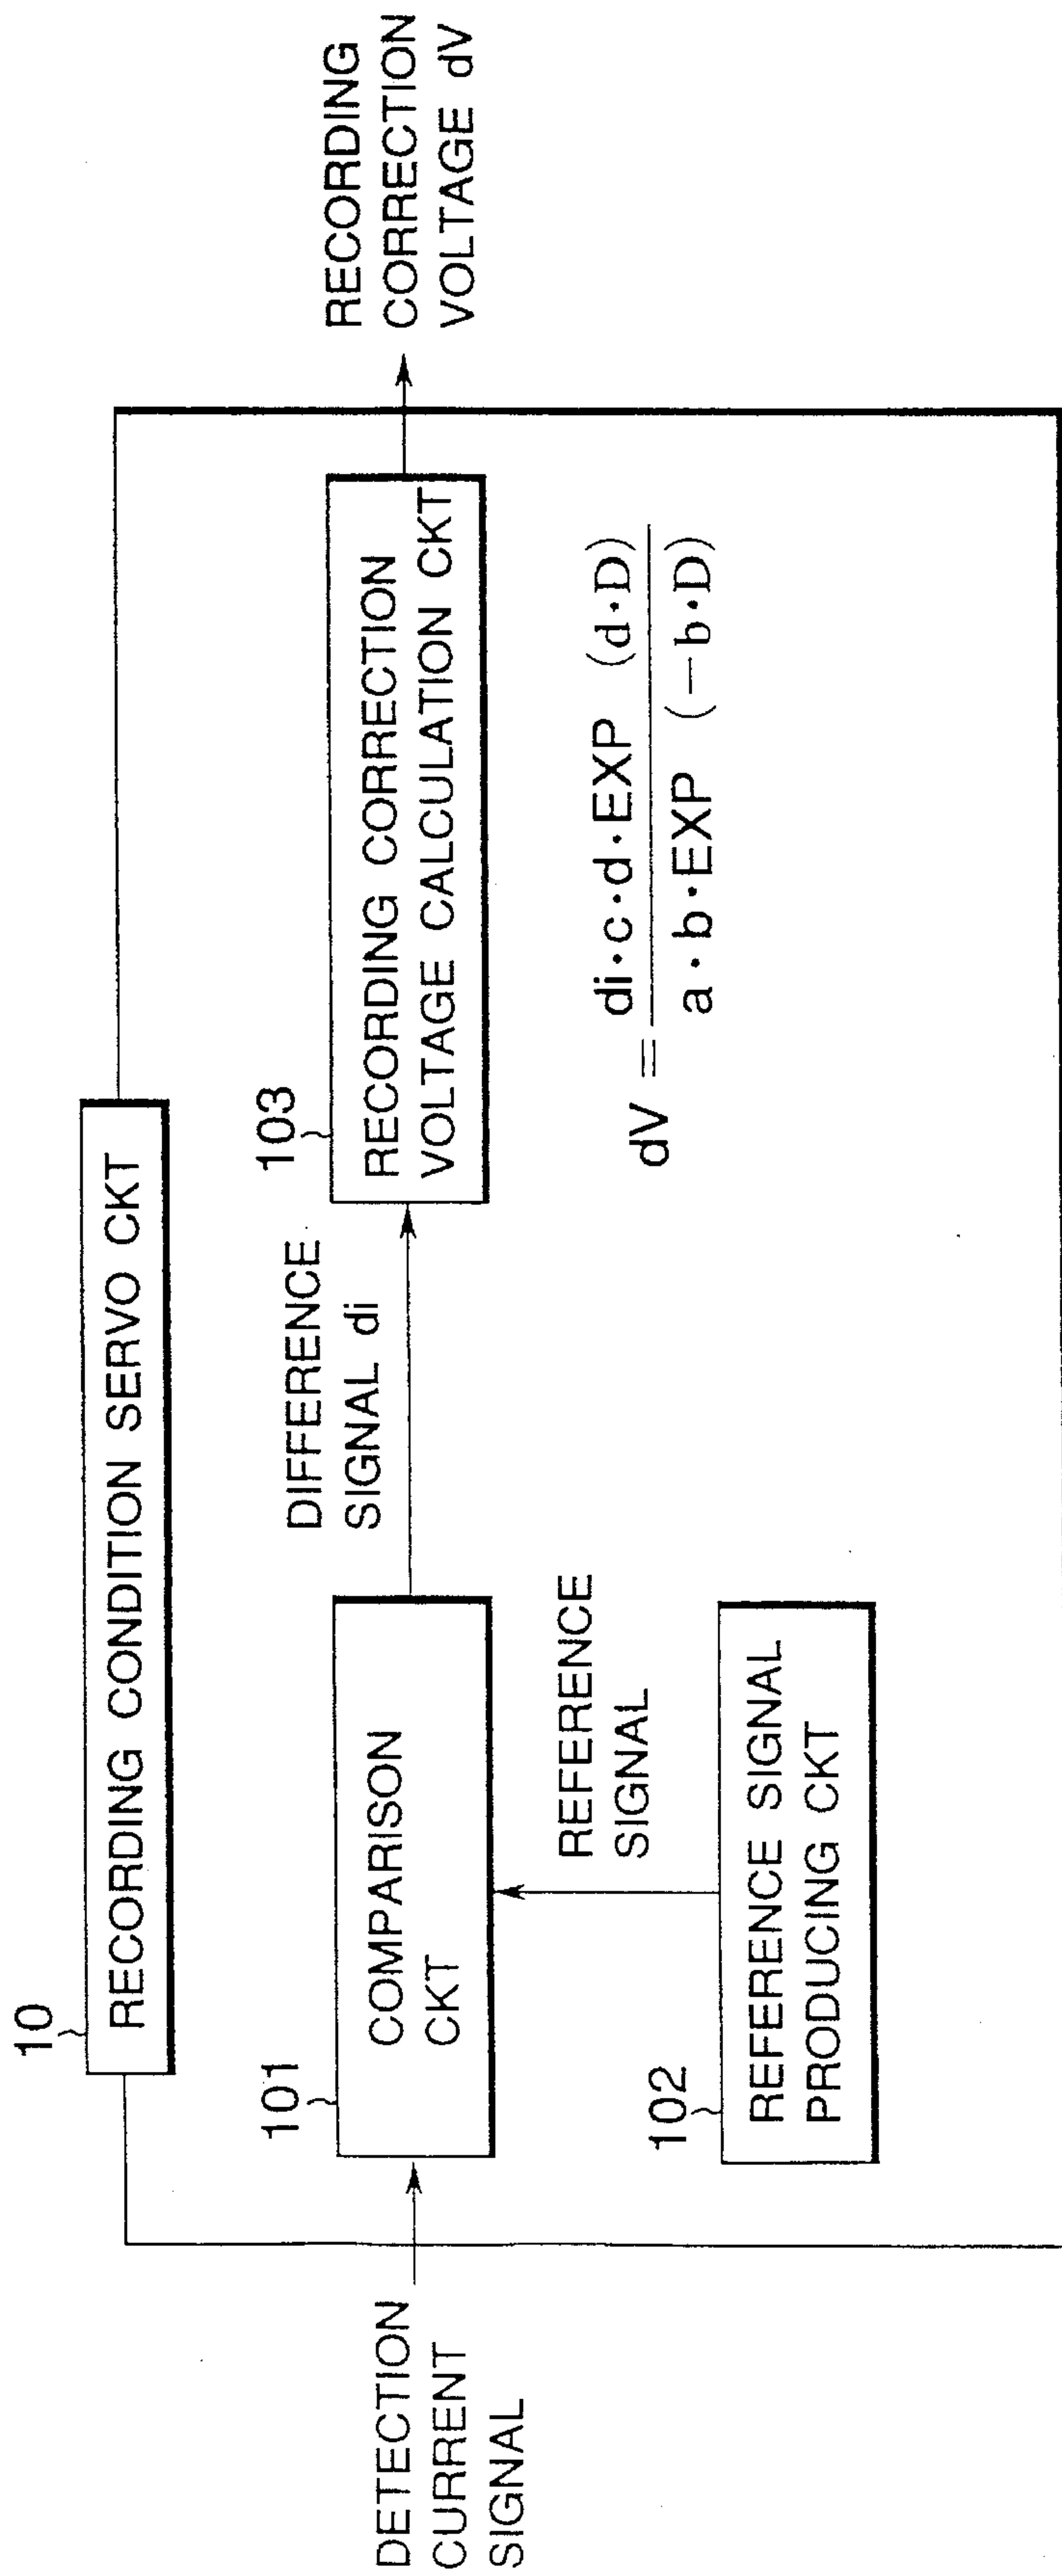 10
RECORDING CONDITION SERVO CKT
DETECTION
CURRENT
SIGNAL
101
COMPARISON
CKT
DIFFERENCE
SIGNAL di
103
RECORDING CORRECTION
VOLTAGE CALCULATION CKT
RECORDING
CORRECTION
VOLTAGE dV
REFERENCE
SIGNAL
102
REFERENCE SIGNAL
PRODUCING CKT
dV = di·c·d·EXP (d·D)
a·b·EXP (−b·D)